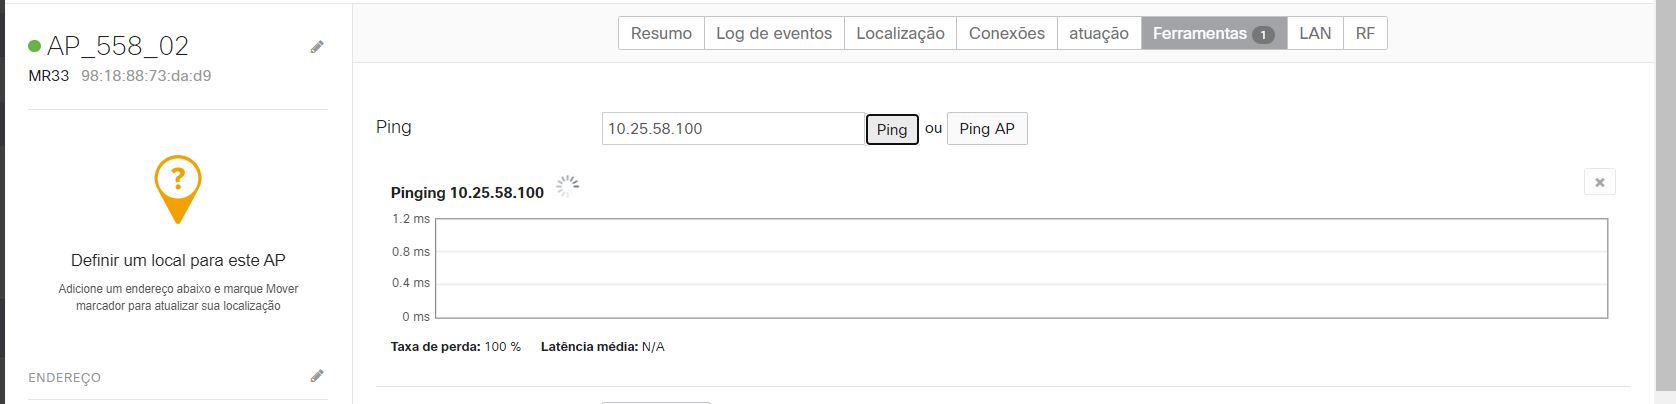 AP_558_02
MR33 98:18:88:73:da:d9
?
Definir um local para este AP
Adicione um endereço abaixo e marque Mover
marcador para atualizar sua localização
ENDEREÇO
Resumo Log de eventos Localização Conexões atuação Ferramentas 1 LAN RF
Ping 10.25.58.100 Ping ou Ping AP
Pinging 10.25.58.100
1.2 ms
0.8 ms
0.4 ms
0 ms
Taxa de perda: 100 % Latência média: N/A